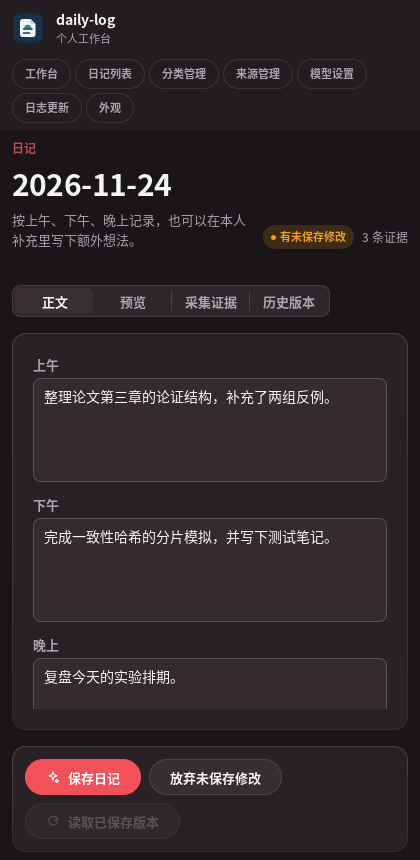 daily-log
个人工作台
工作台 日记列表 分类管理 来源管理 模型设置
日志更新 外观
日记
2026-11-24
按上午、下午、晚上记录，也可以在本人
补充里写下额外想法。
有未保存修改 3 条证据
正文 预览 采集证据 历史版本
上午
整理论文第三章的论证结构，补充了两组反例。
下午
完成一致性哈希的分片模拟，并写下测试笔记。
晚上
复盘今天的实验排期。
保存日记 放弃未保存修改
读取已保存版本